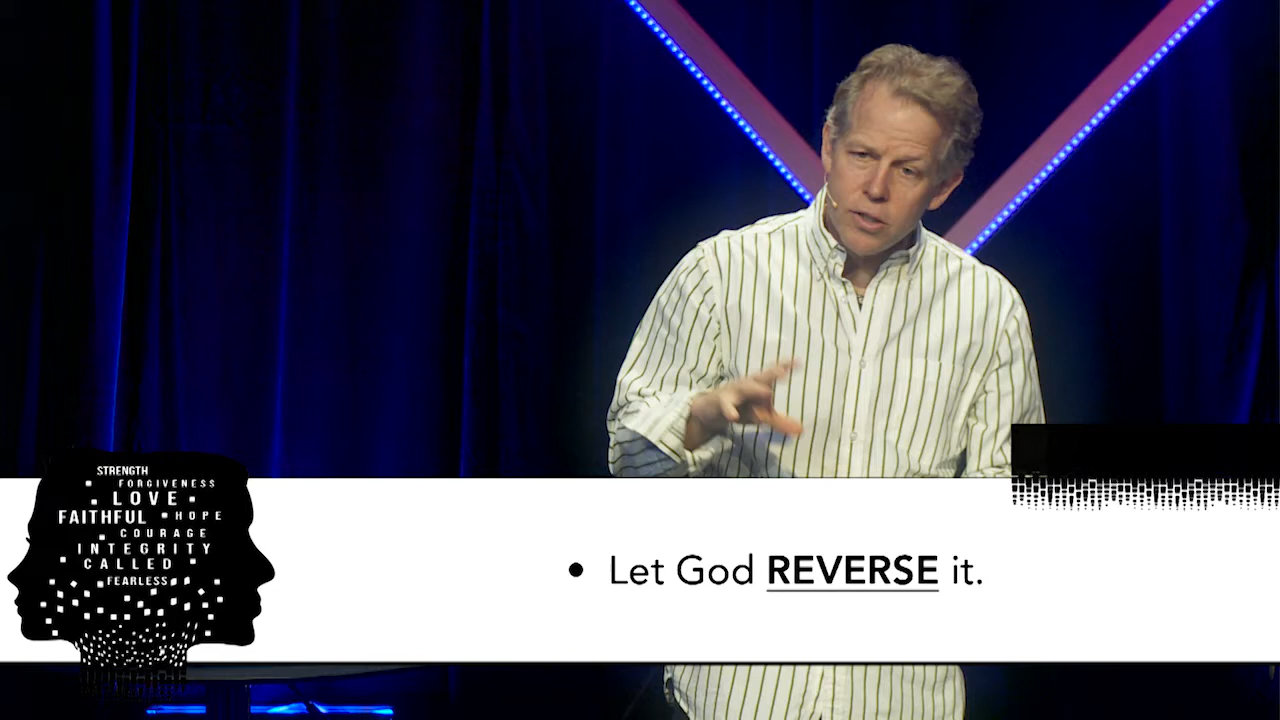 STRENGTH
FORGIVENESS
LOVE
FAITHFUL HOPE
COURAGE
INTEGRITY
CALLED
FEARLESS
• Let God REVERSE it.